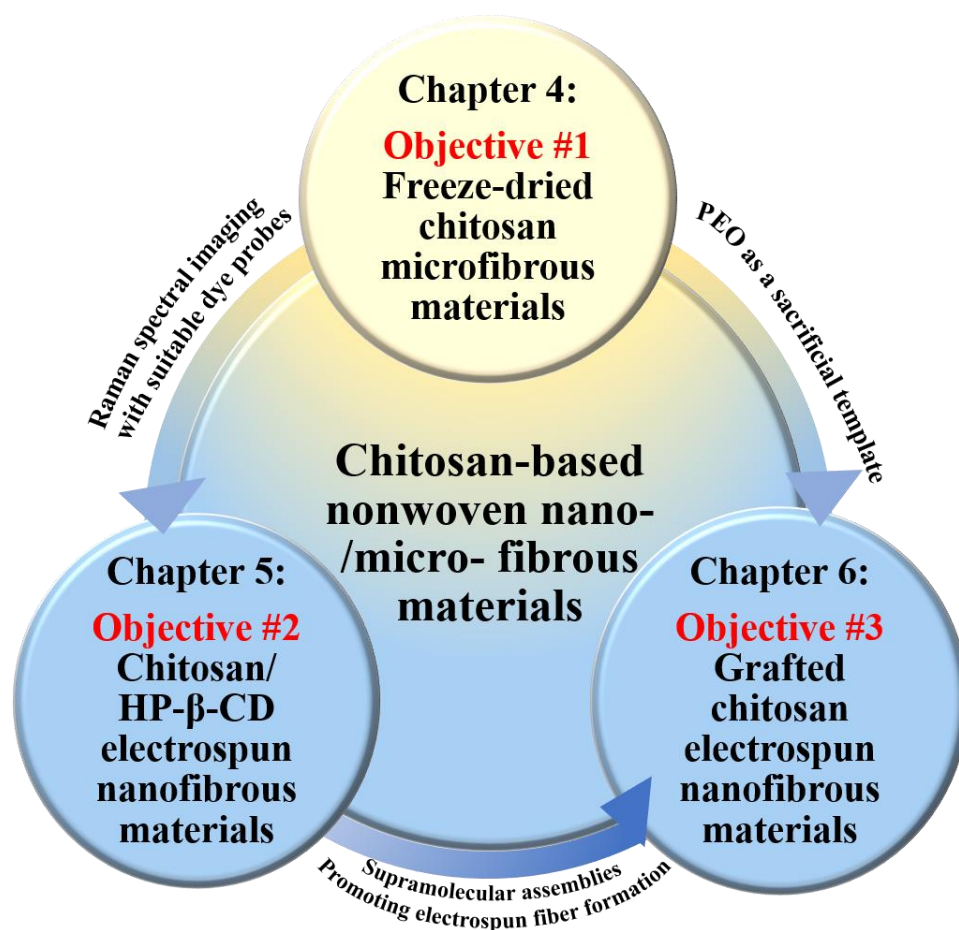 Chapter 4:
Objective #1
Freeze-dried
chitosan
microfibrous
materials
Raman spectral imaging
with suitable dye probes
PEO as a sacrificial template
Chitosan-based
nonwoven nano-
/micro- fibrous
materials
Chapter 5:
Objective #2
Chitosan/
HP-β-CD
electrospun
nanofibrous
materials
Chapter 6:
Objective #3
Grafted
chitosan
electrospun
nanofibrous
materials
Supramolecular assemblies
Promoting electrospun fiber formation